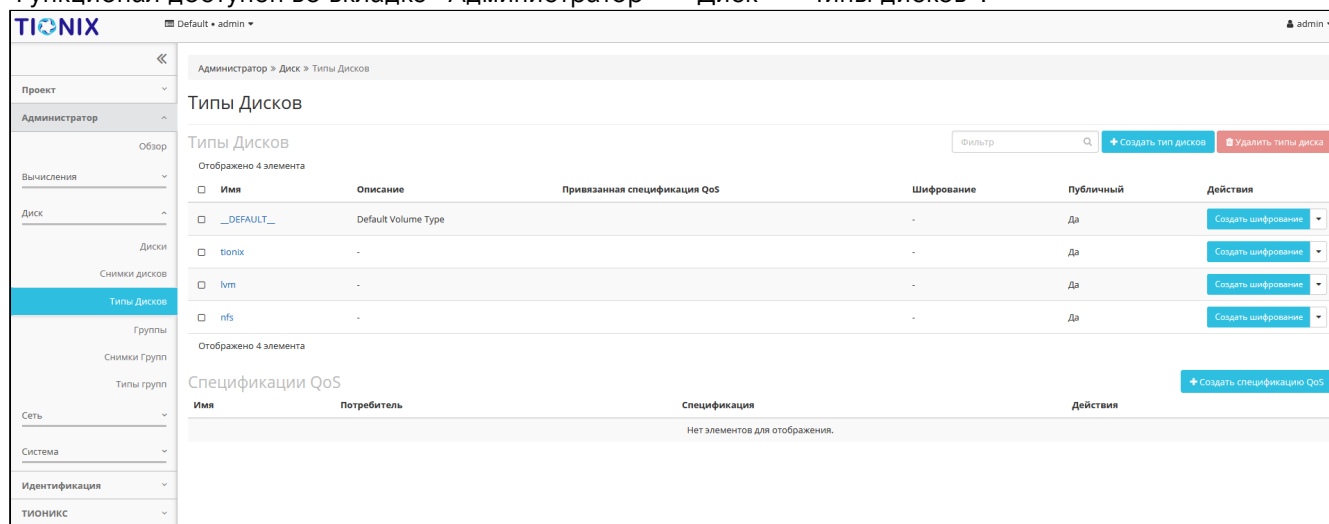 Функционал доступен во вкладке "Администратор" — "Диск" — "Типы дисков".
TIONIX
Default • admin
admin
Администратор » Диск » Типы Дисков
Проект
Администратор
Обзор
Вычисления
Диск
Диски
Снимки дисков
Типы Дисков
Группы
Снимки Групп
Типы групп
Сеть
Система
Идентификация
ТИОНИКС
Типы Дисков
Типы Дисков
Фильтр
Создать тип дисков
Удалить типы диска
Отображено 4 элемента
Имя Описание Привязанная спецификация QoS Шифрование Публичный Действия
__DEFAULT__ Default Volume Type - Да Создать шифрование
tionix - - Да Создать шифрование
lvm - - Да Создать шифрование
nfs - - Да Создать шифрование
Отображено 4 элемента
Спецификации QoS
Создать спецификацию QoS
Имя Потребитель Спецификация Действия
Нет элементов для отображения.